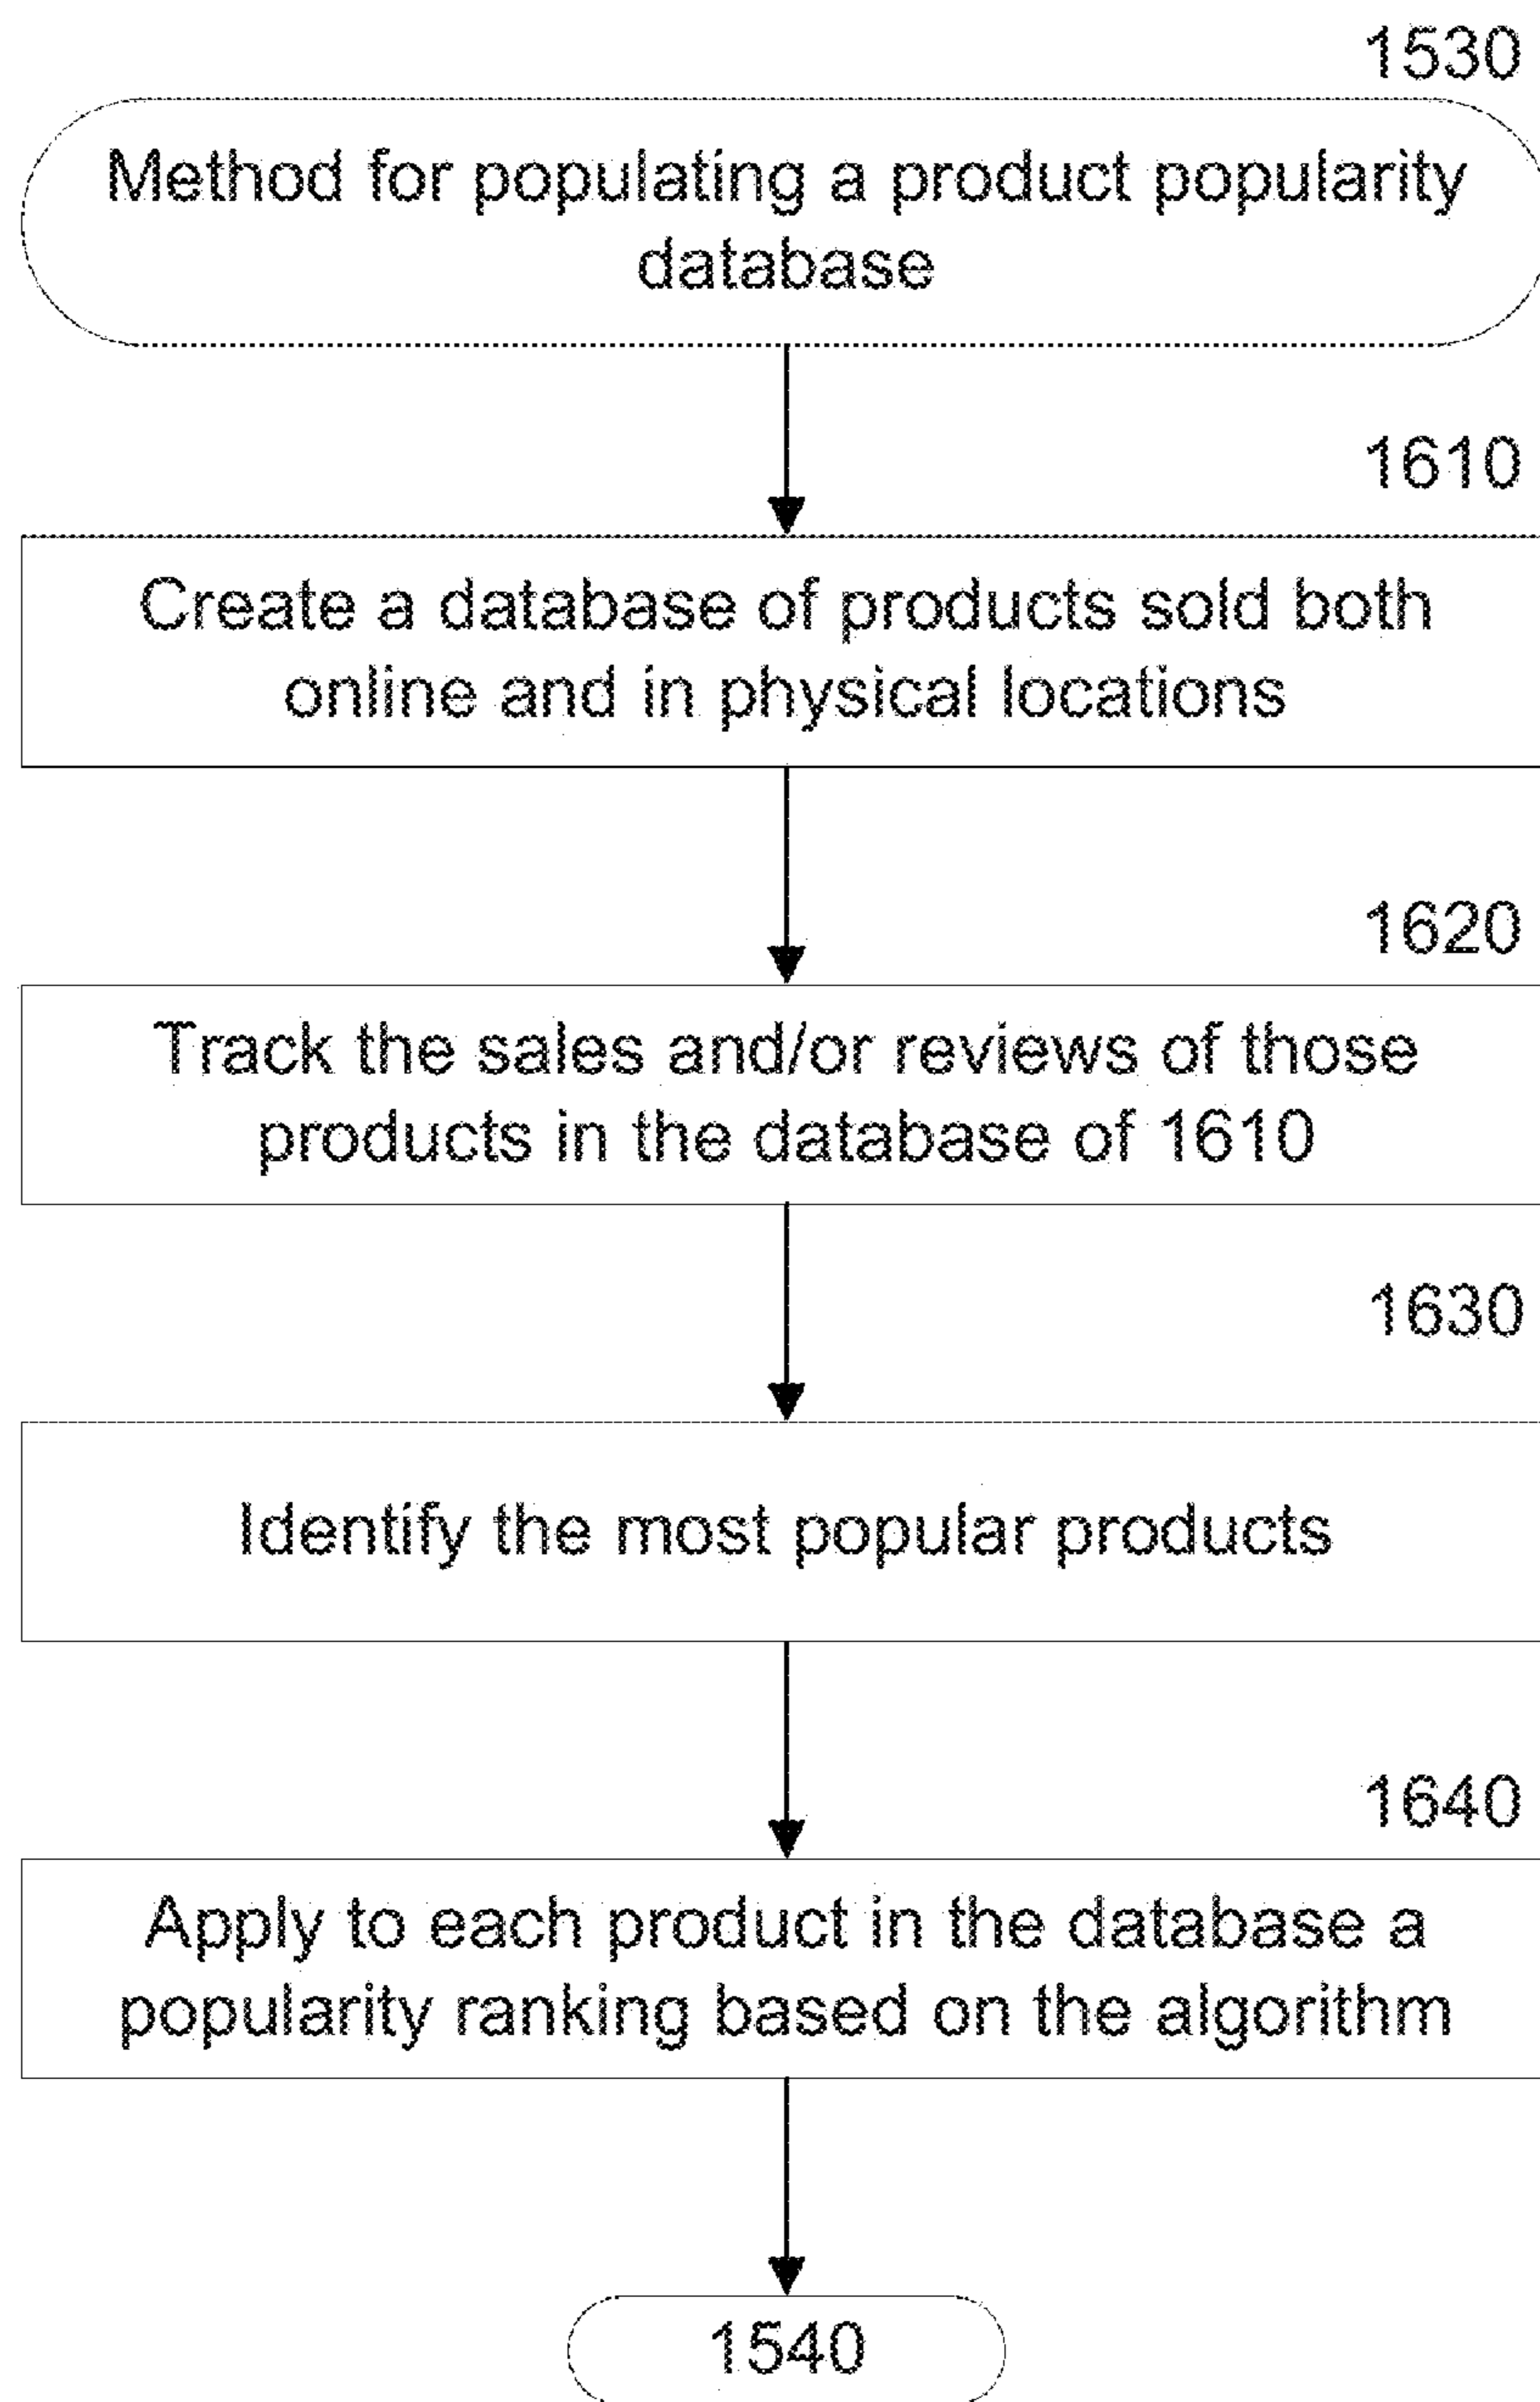 1530
Method for populating a product popularity
database
1610
Create a database of products sold both
online and in physical locations
1620
Track the sales and/or reviews of those
products in the database of 1610
1630
Identify the most popular products
1640
Apply to each product in the database a
popularity ranking based on the algorithm
1540